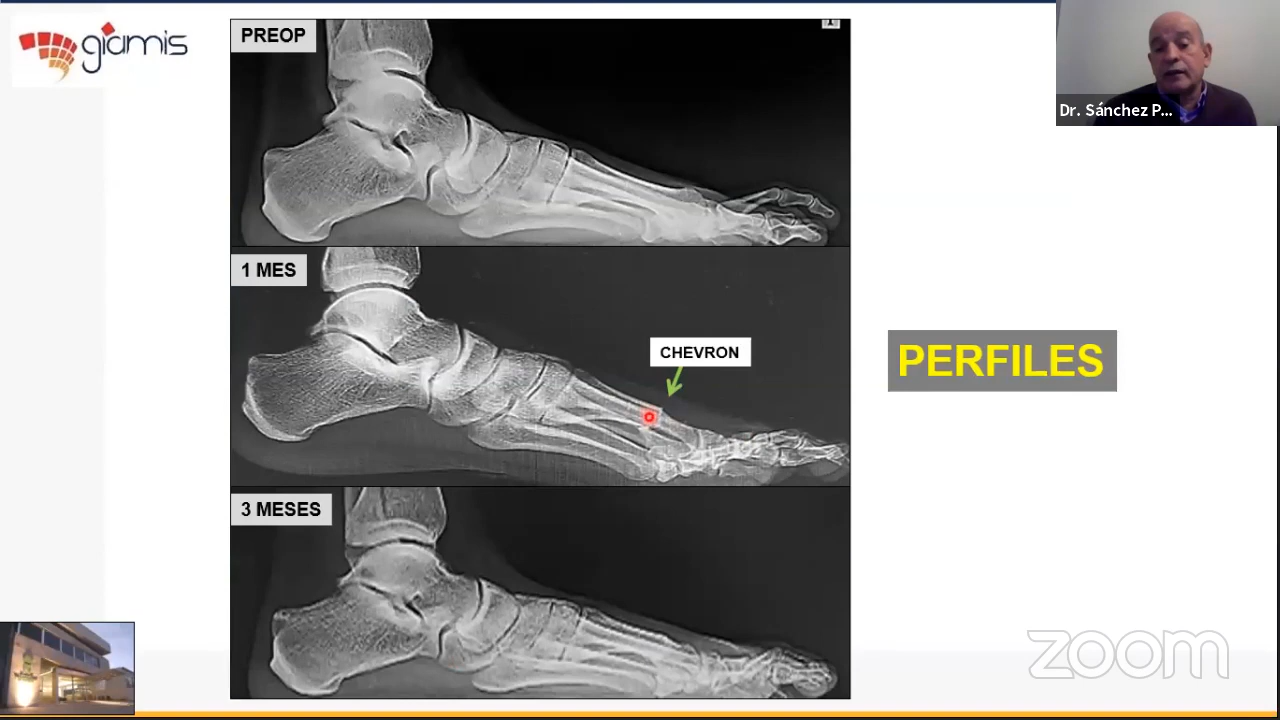 giamis
PREOP
Dr. Sánchez P...
1 MES
CHEVRON
PERFILES
3 MESES
zoom